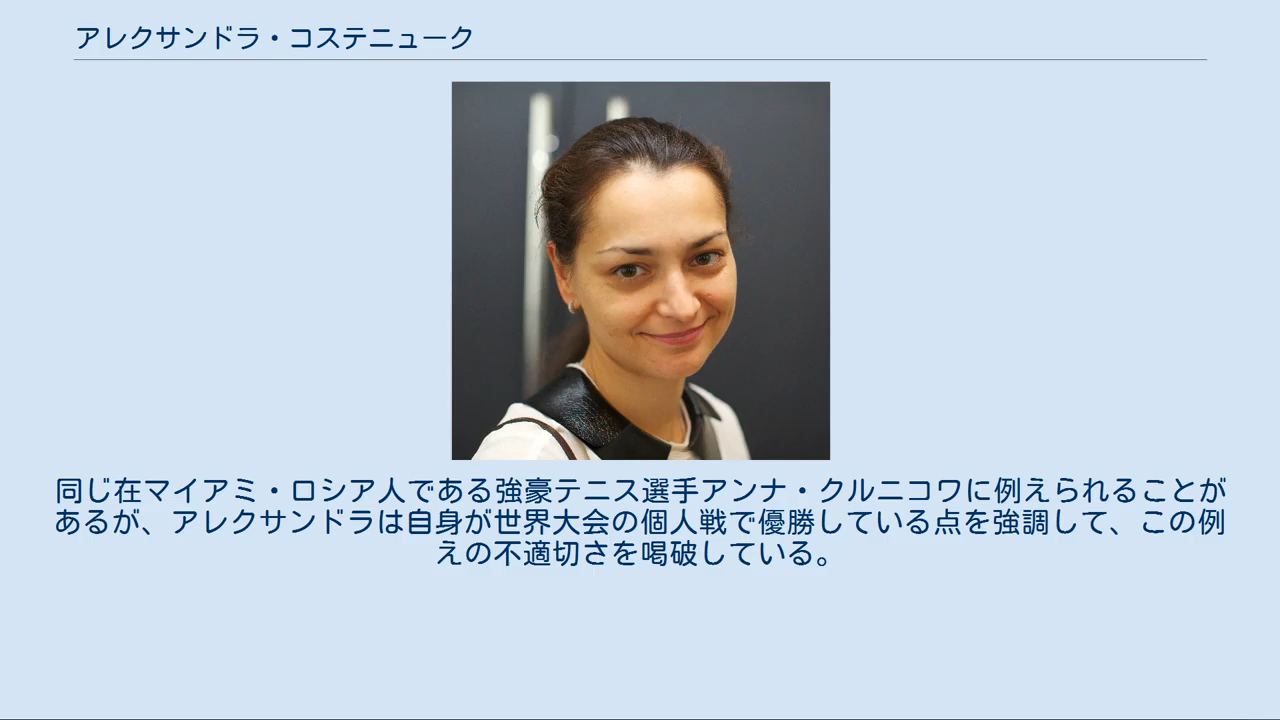 アレクサンドラ・コステニューク
同じ在マイアミ・ロシア人である強豪テニス選手アンナ・クルニコワに例えられることが
あるが、アレクサンドラは自身が世界大会の個人戦で優勝している点を強調して、この例
えの不適切さを喝破している。